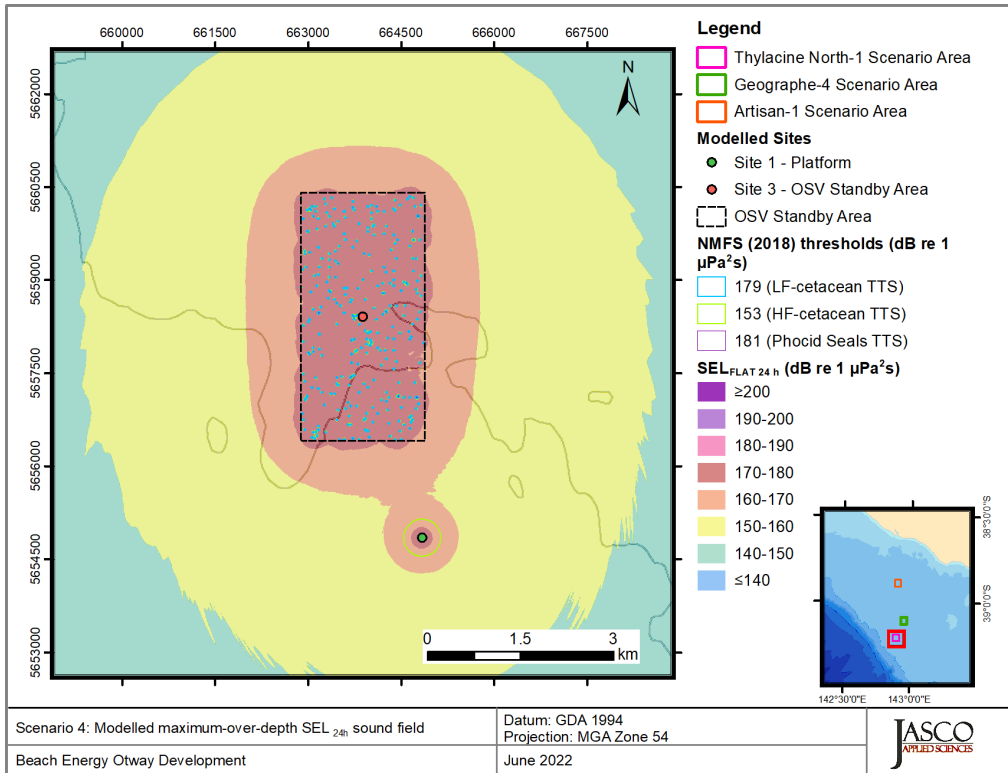 660000 661500 663000 664500 666000 667500
5662000
5660500
5659000
5657500
5656000
5654500
5653000
N
0 1.5 3
km
Legend
Thylacine North-1 Scenario Area
Geographe-4 Scenario Area
Artisan-1 Scenario Area
Modelled Sites
Site 1 - Platform
Site 3 - OSV Standby Area
OSV Standby Area
NMFS (2018) thresholds (dB re 1
µPa²s)
179 (LF-cetacean TTS)
153 (HF-cetacean TTS)
181 (Phocid Seals TTS)
SEL FLAT 24 h (dB re 1 µPa²s)
≥200
190-200
180-190
170-180
160-170
150-160
140-150
≤140
38°30'S
39°0'0"S
142°30'0"E 143°0'0"E
Scenario 4: Modelled maximum-over-depth SEL 24h sound field
Datum: GDA 1994
Projection: MGA Zone 54
Beach Energy Otway Development
June 2022
JASCO
APPLIED SCIENCES